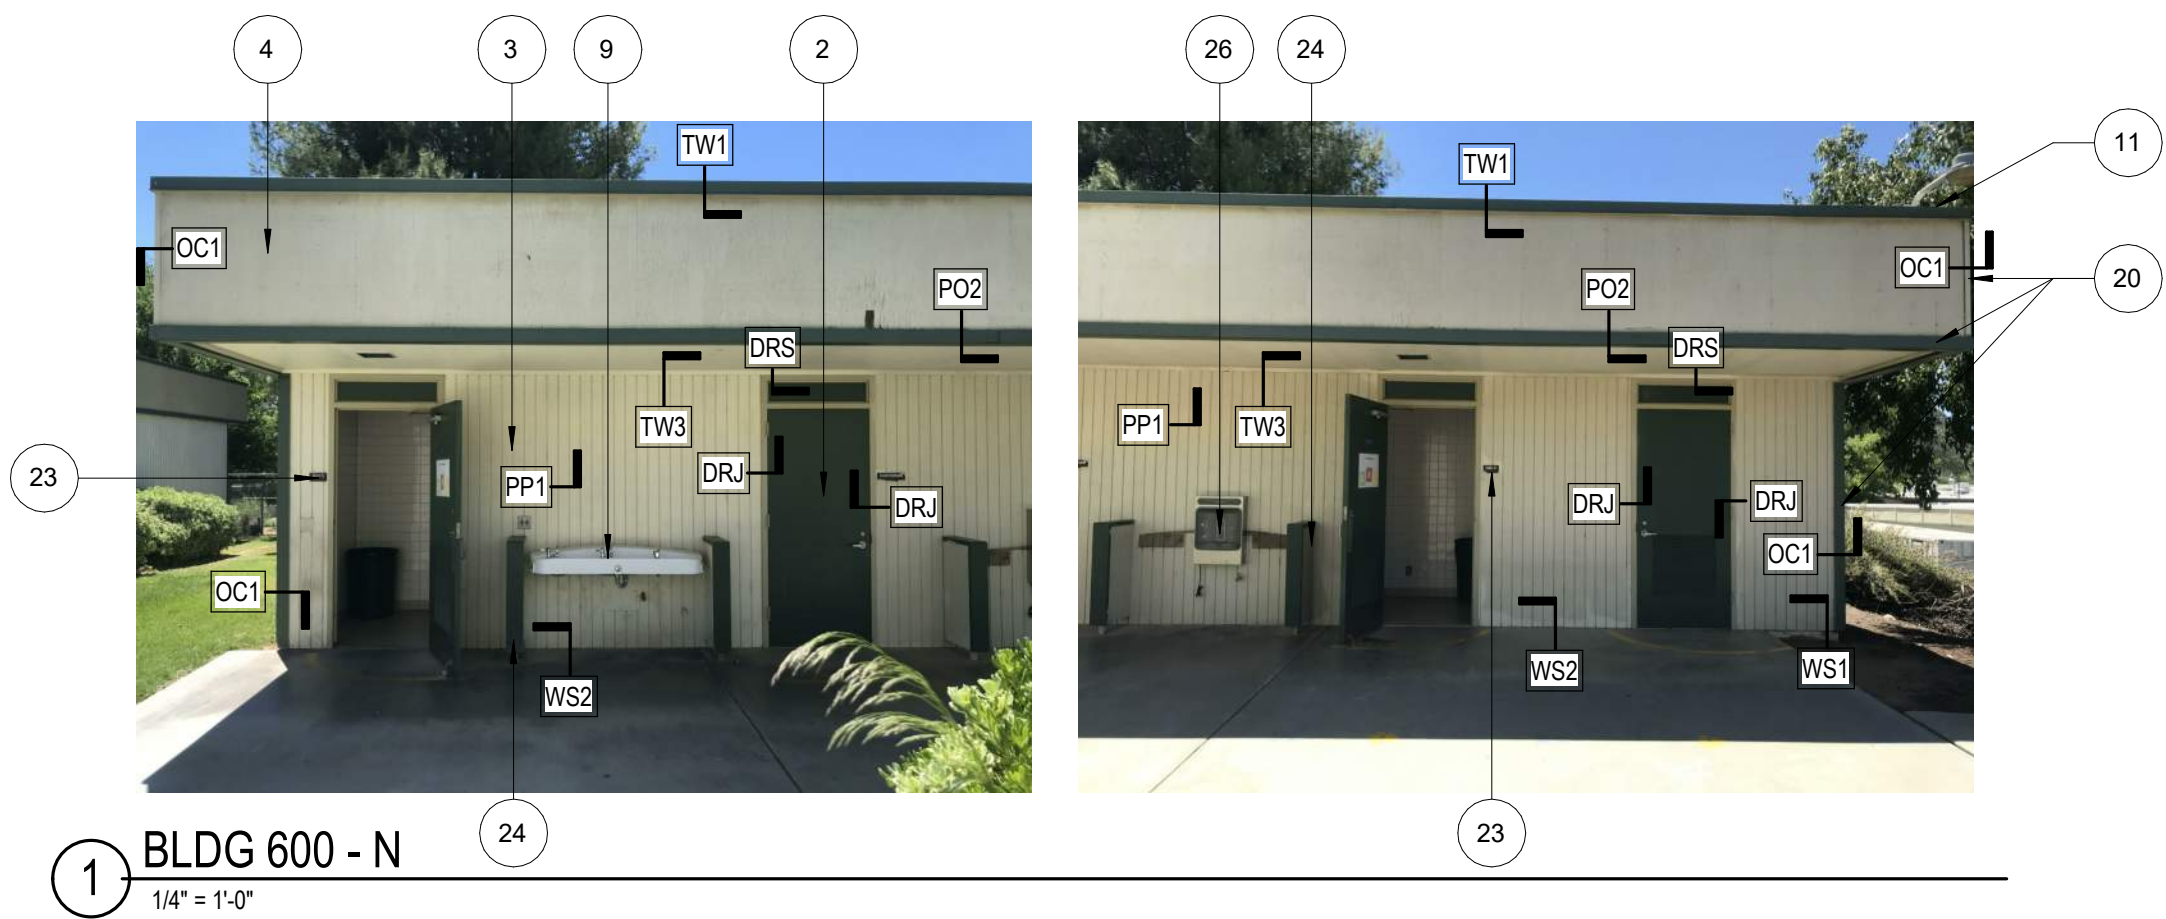 4
3
9
2
26
24
11
TW1
TW1
OC1
OC1
20
PO2
PO2
DRS
DRS
TW3
PP1
TW3
23
PP1
DRJ
DRJ
DRJ
DRJ
OC1
OC1
WS2
WS2
WS1
24
23
1
BLDG 600 - N
1/4" = 1'-0"